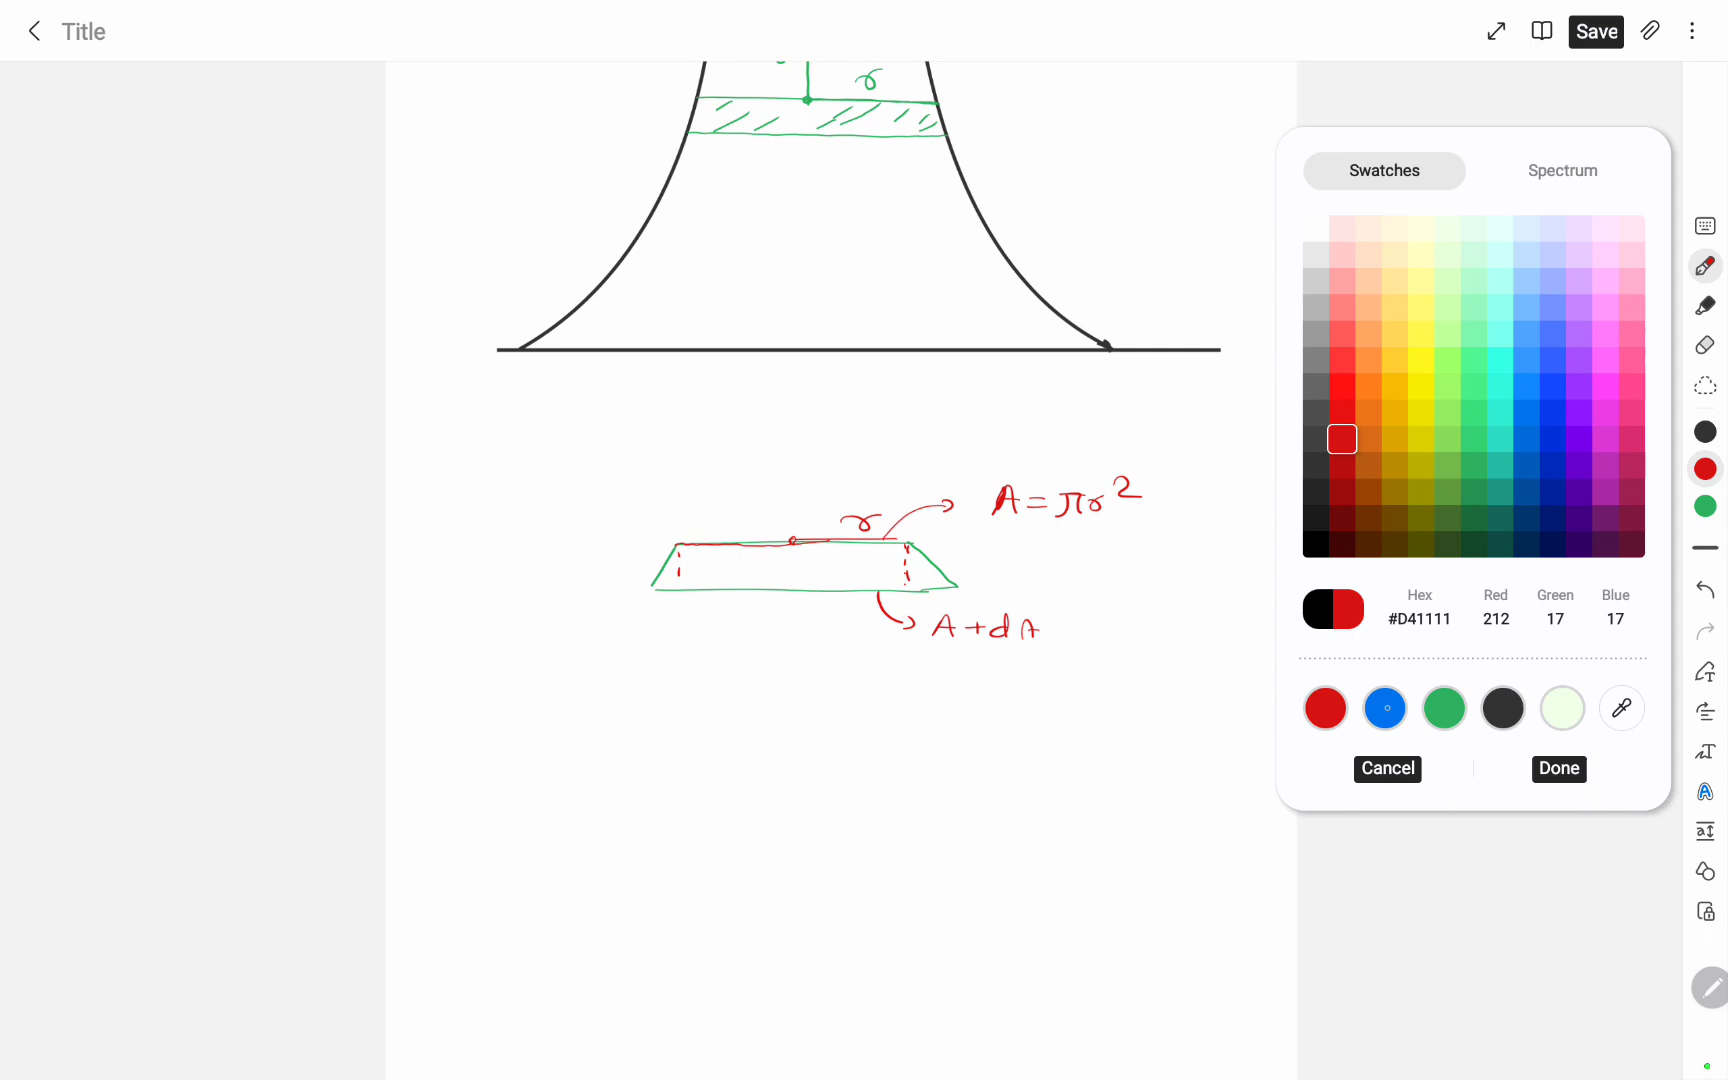 Title
Save
r
Swatches
Spectrum
r
A = πr²
A + dA
Hex
Red
Green
Blue
#D41111
212
17
17
Cancel
Done